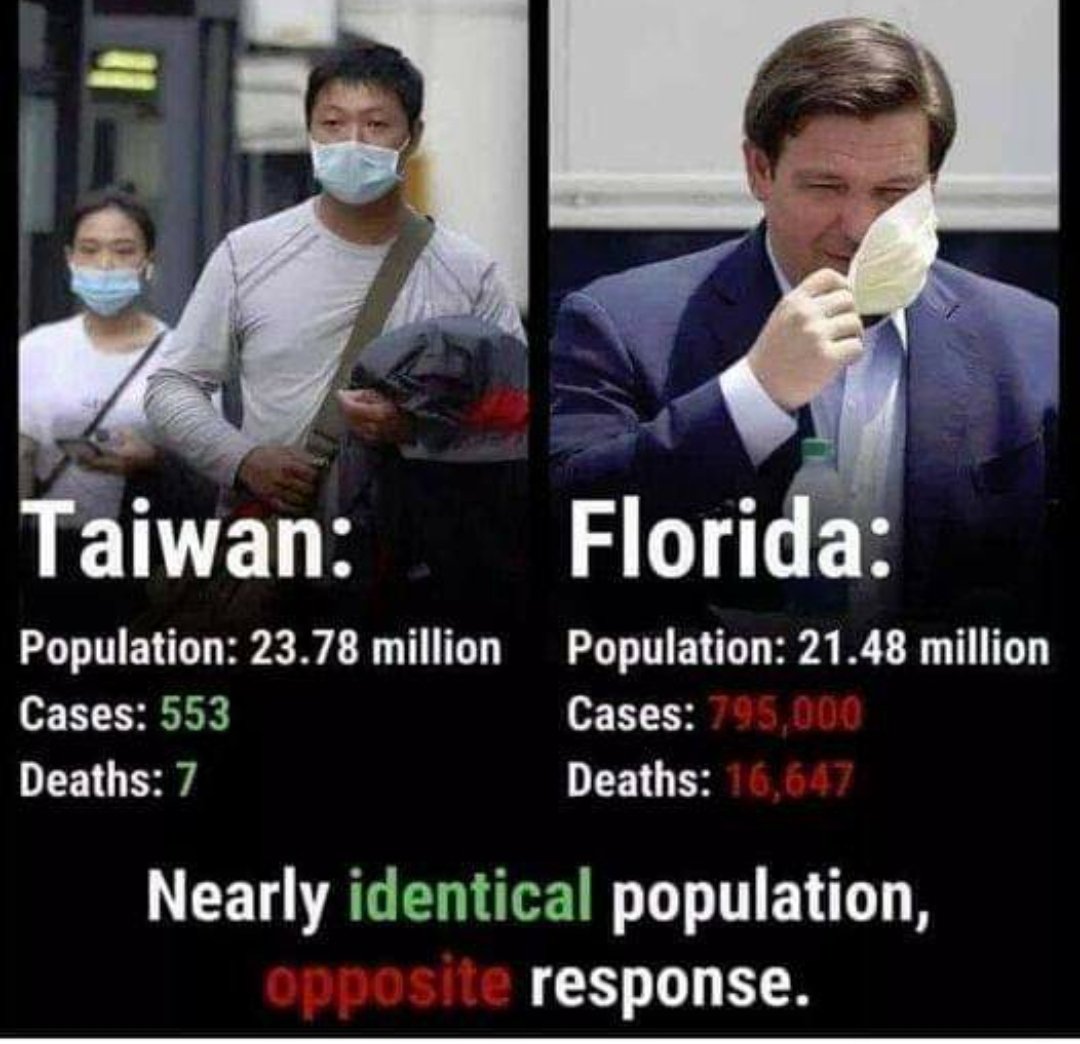 Taiwan:
Population: 23.78 million
Cases: 553
Deaths: 7
Florida:
Population: 21.48 million
Cases: 795,000
Deaths: 16,647
Nearly identical population,
opposite response.